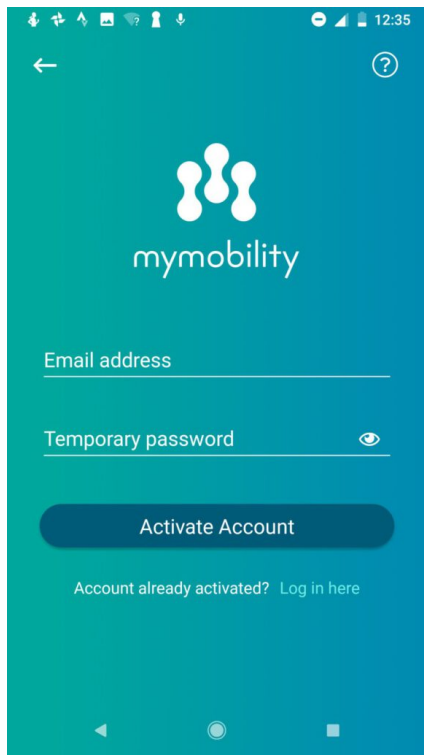 12:35
mymobility
Email address
Temporary password
Activate Account
Account already activated? Log in here